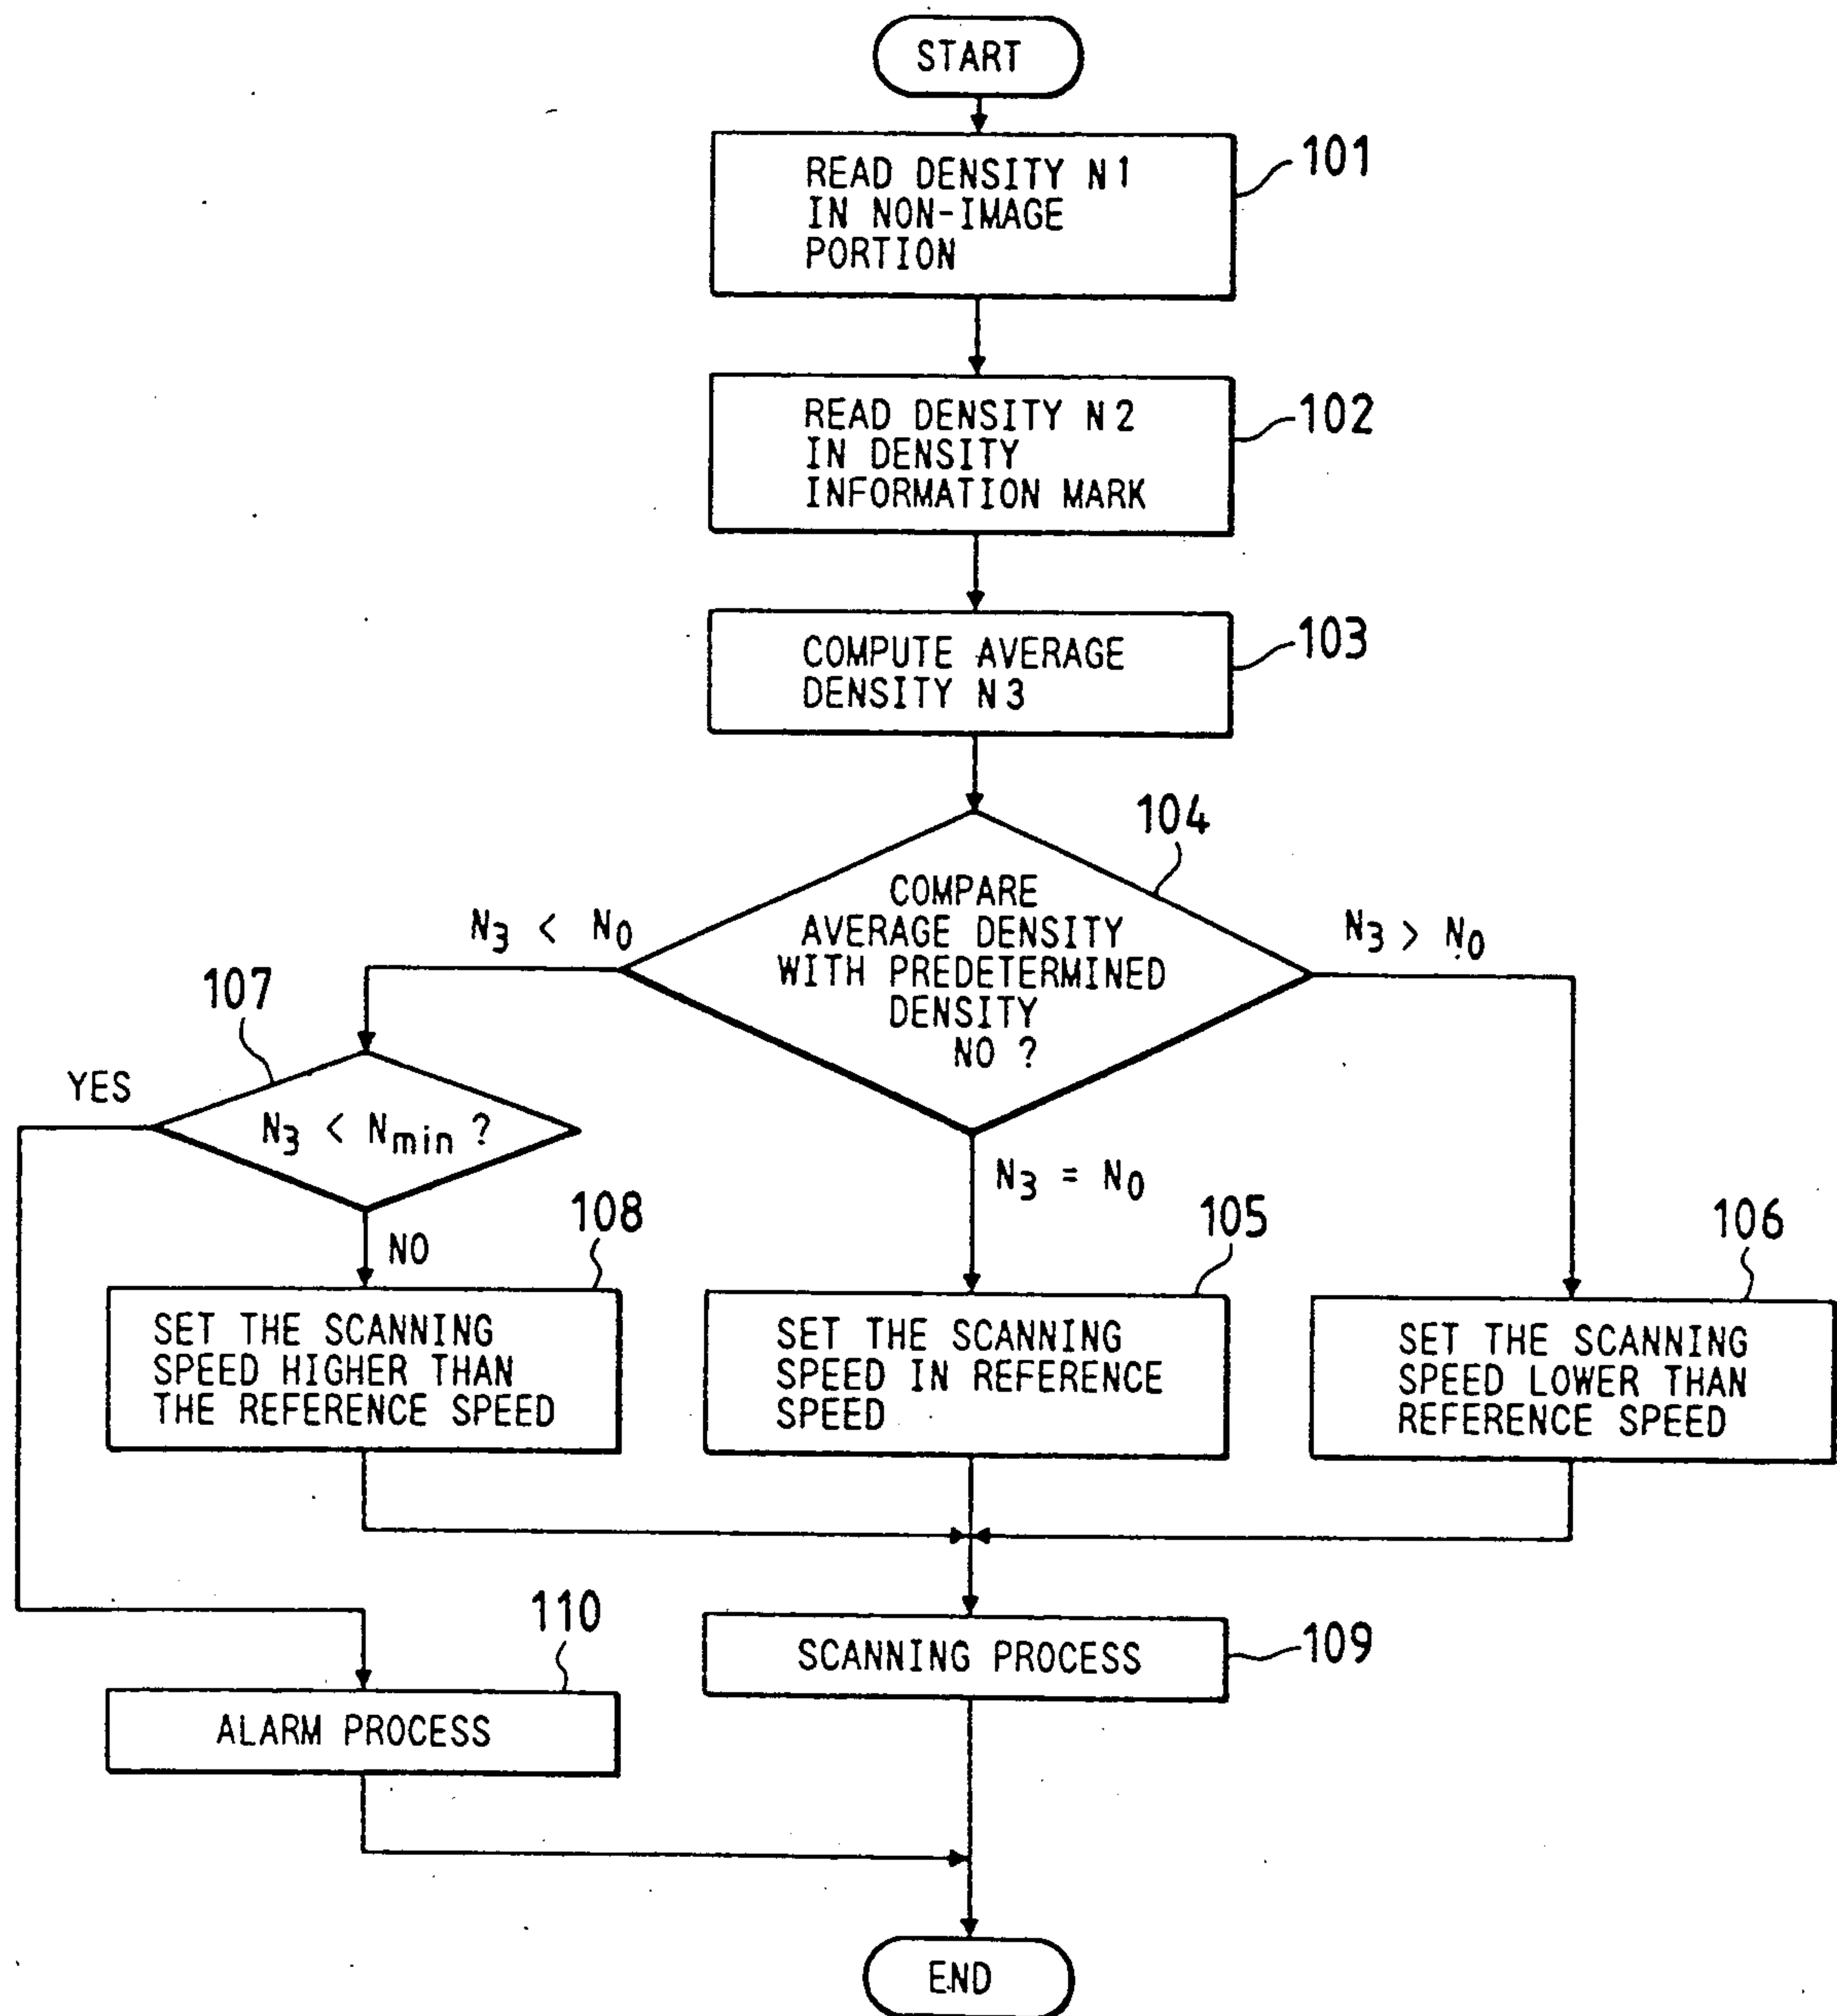 START
READ DENSITY N1
IN NON-IMAGE
PORTION
101
READ DENSITY N2
IN DENSITY
INFORMATION MARK
102
COMPUTE AVERAGE
DENSITY N3
103
104
COMPARE
AVERAGE DENSITY
WITH PREDETERMINED
DENSITY
NO ?
N3 < N0
N3 > N0
107
YES
N3 < Nmin ?
N3 = N0
NO
108
105
106
SET THE SCANNING
SPEED HIGHER THAN
THE REFERENCE SPEED
SET THE SCANNING
SPEED IN REFERENCE
SPEED
SET THE SCANNING
SPEED LOWER THAN
REFERENCE SPEED
110
SCANNING PROCESS
109
ALARM PROCESS
END